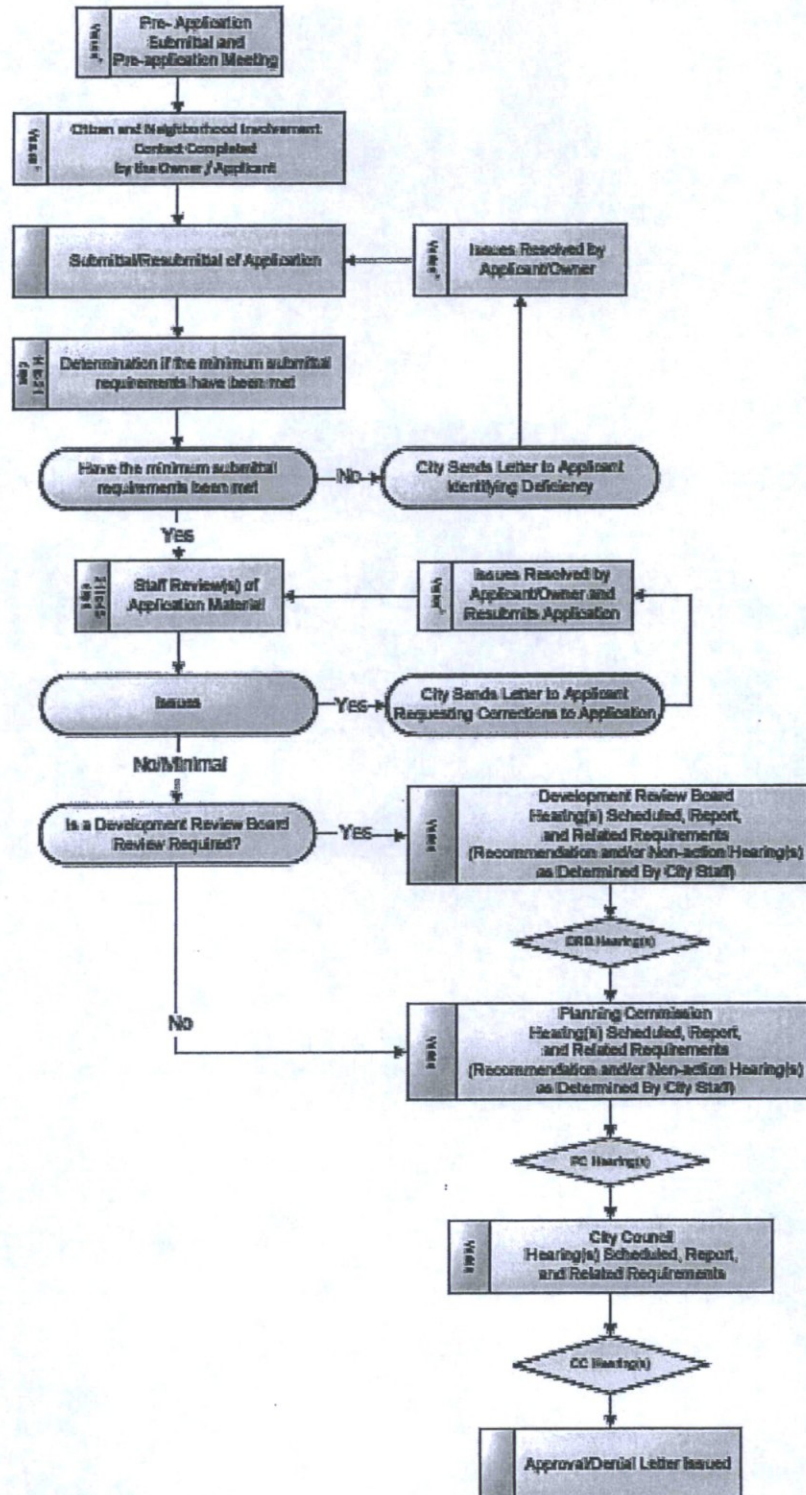 Pre- Application
Submittal and
Pre-application Meeting
Varies*
Citizen and Neighborhood Involvement
Contact Completed
by the Owner / Applicant
Varies*
Submittal/Resubmittal of Application
Varies*
Issues Resolved by
Applicant/Owner
Determination if the minimum submittal
requirements have been met
Have the minimum submittal
requirements been met
No
City Sends Letter to Applicant
Identifying Deficiency
Yes
Staff Review(s) of
Application Material
Issues Resolved by
Applicant/Owner and
Resubmits Application
Issues
Yes
City Sends Letter to Applicant
Requesting Corrections to Application
No/Minimal
Is a Development Review Board
Review Required?
Yes
Varies
Development Review Board
Hearing(s) Scheduled, Report,
and Related Requirements
(Recommendation and/or Non-action Hearing(s)
as Determined By City Staff)
DRB Hearing(s)
No
Varies
Planning Commission
Hearing(s) Scheduled, Report,
and Related Requirements
(Recommendation and/or Non-action Hearing(s)
as Determined By City Staff)
PC Hearing(s)
Varies
City Council
Hearing(s) Scheduled, Report,
and Related Requirements
CC Hearing(s)
Approval/Denial Letter Issued